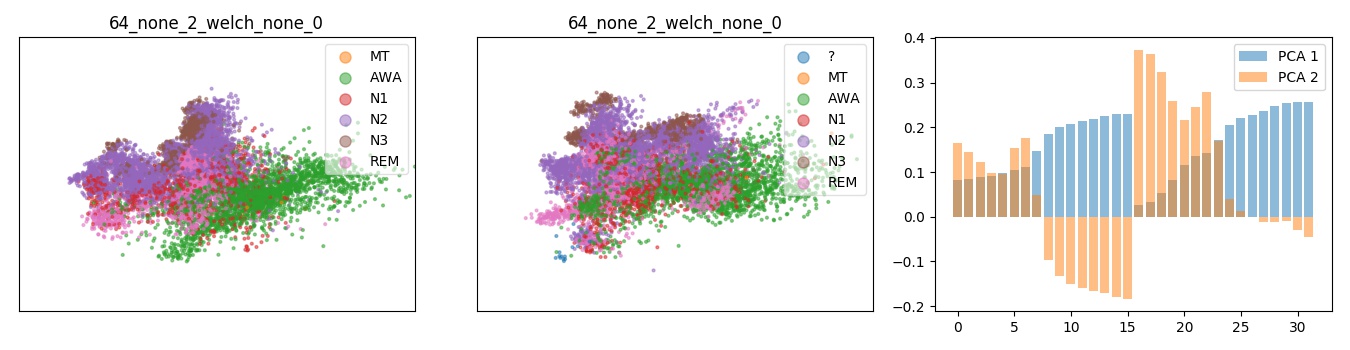 64_none_2_welch_none_0
MT
AWA
N1
N2
N3
REM
64_none_2_welch_none_0
?
MT
AWA
N1
N2
N3
REM
PCA 1
PCA 2
0.4
0.3
0.2
0.1
0.0
−0.1
−0.2
0 5 10 15 20 25 30